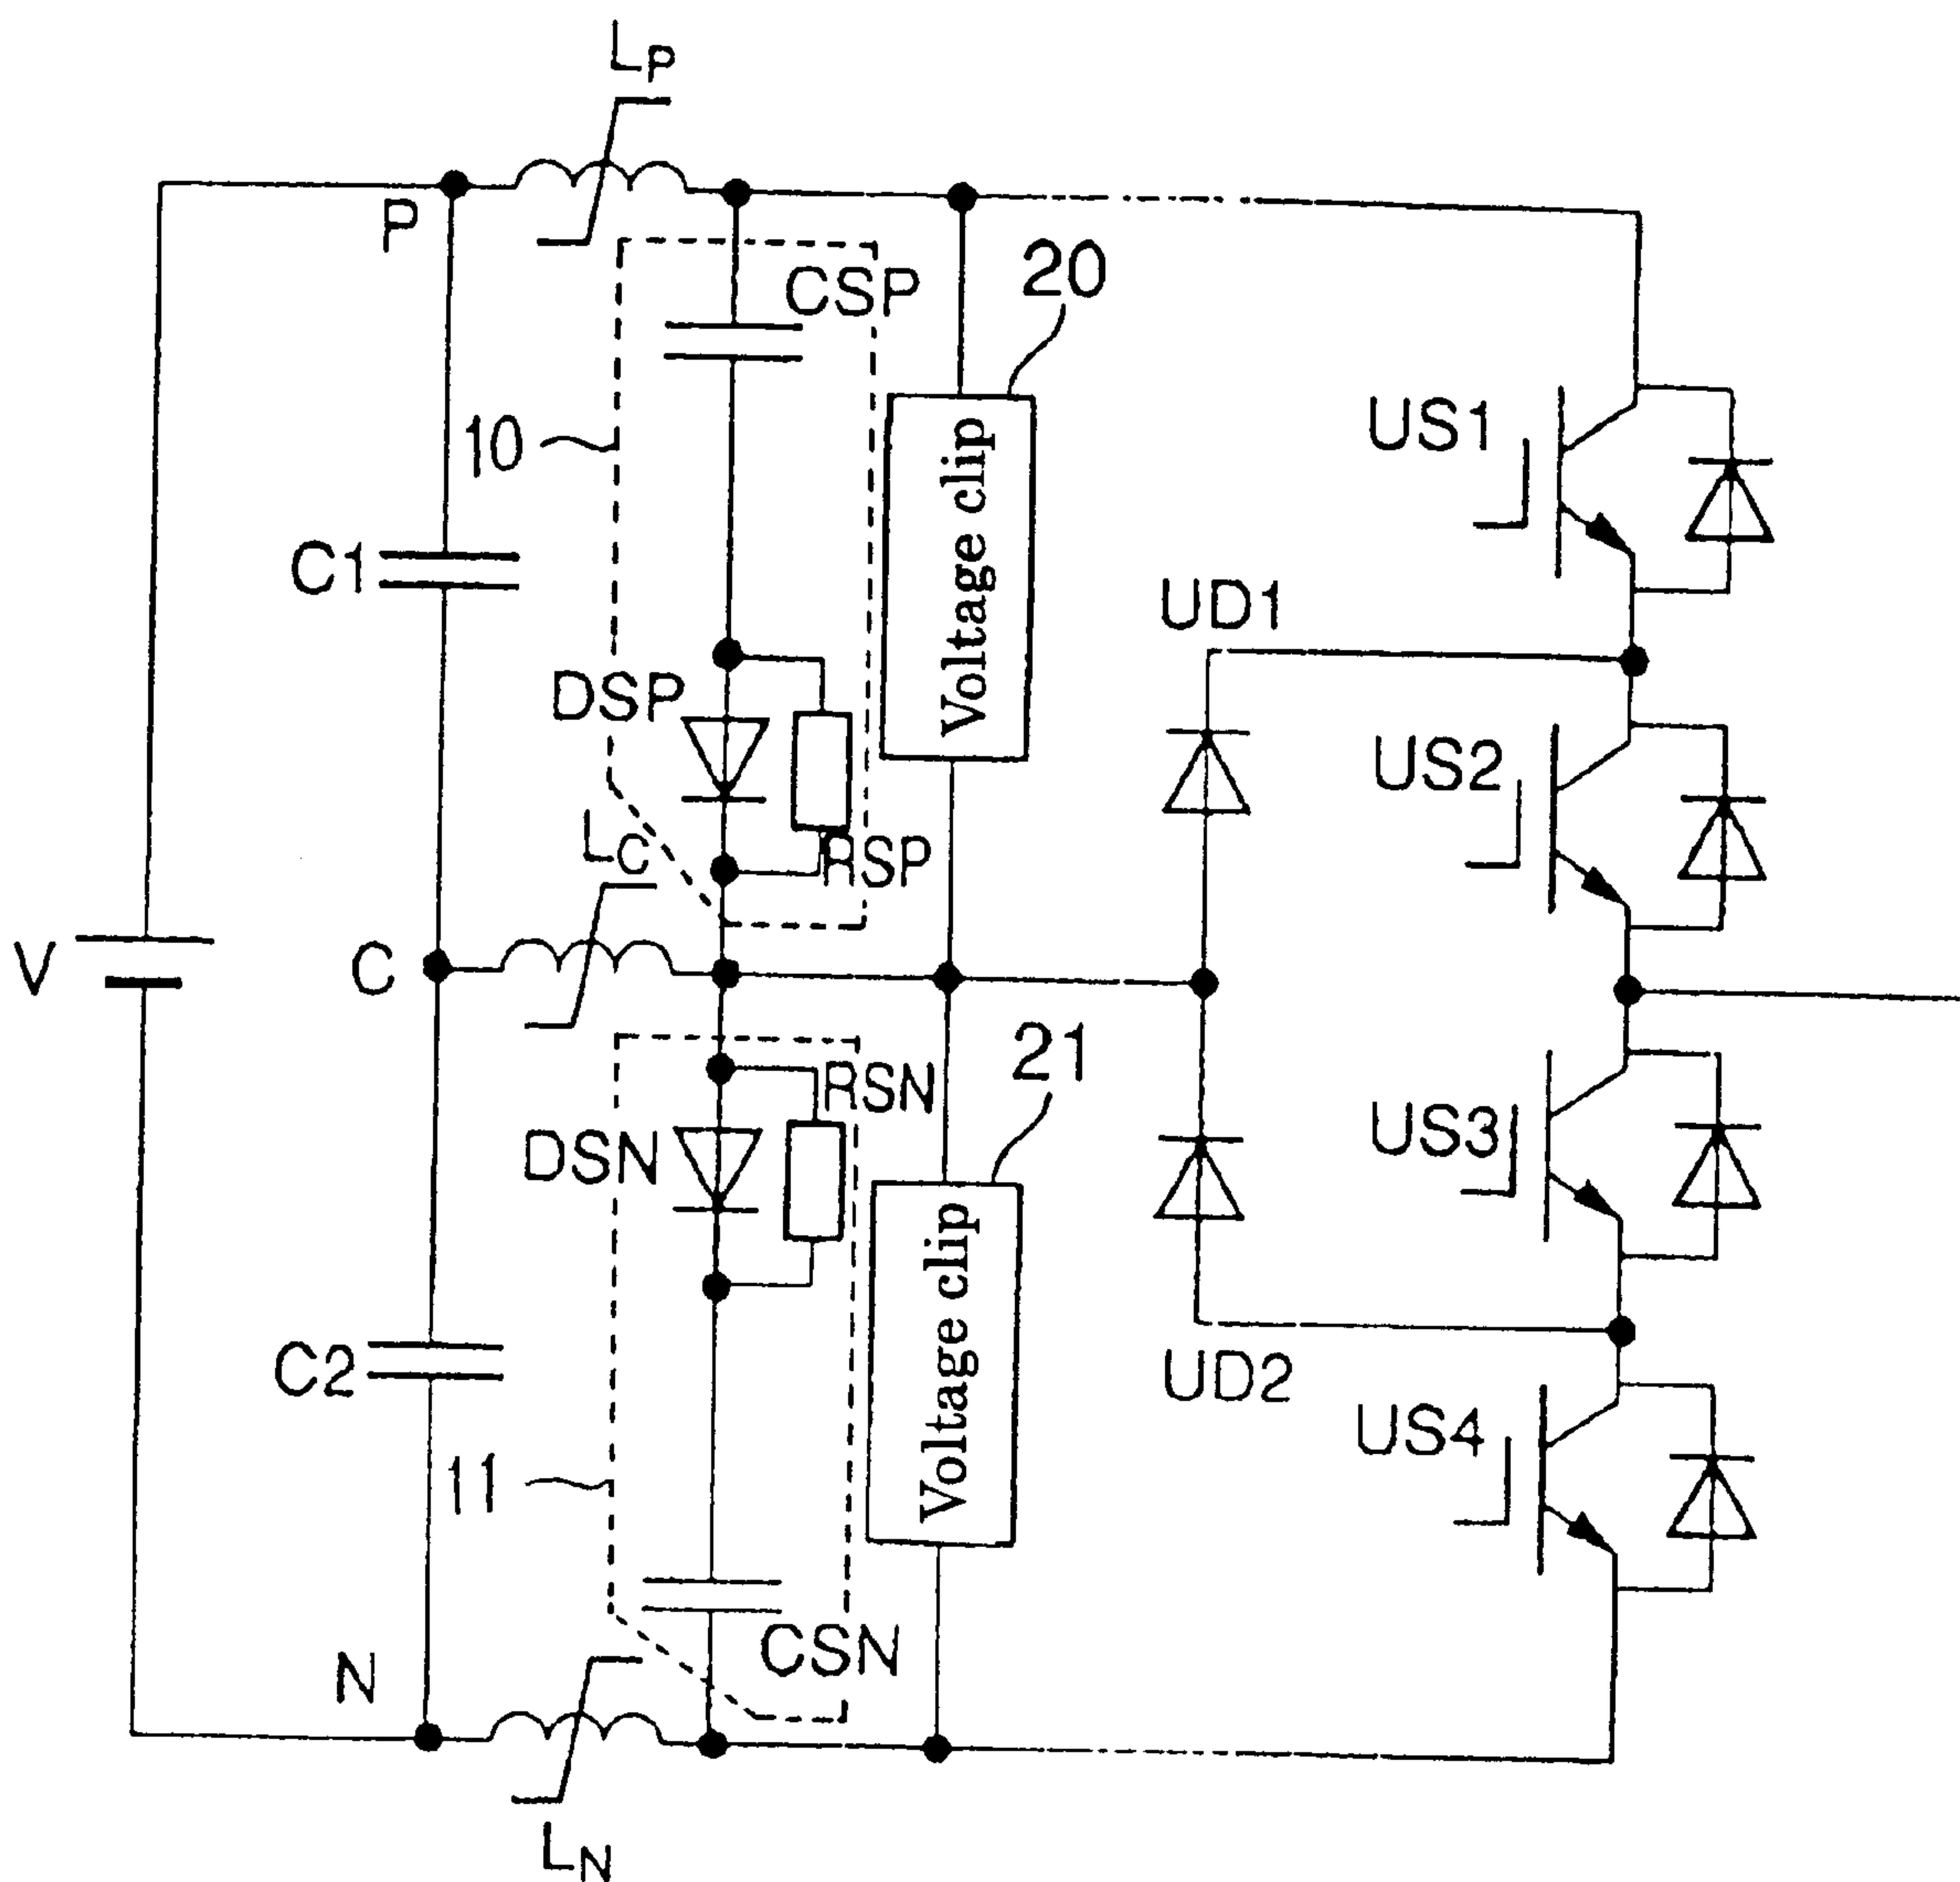 LP
P
CSP
20
10
Voltage clip
US1
C1
UD1
DSP
US2
LC
RSP
V
C
21
RSN
DSN
US3
Voltage clip
C2
UD2
US4
11
CSN
N
LN